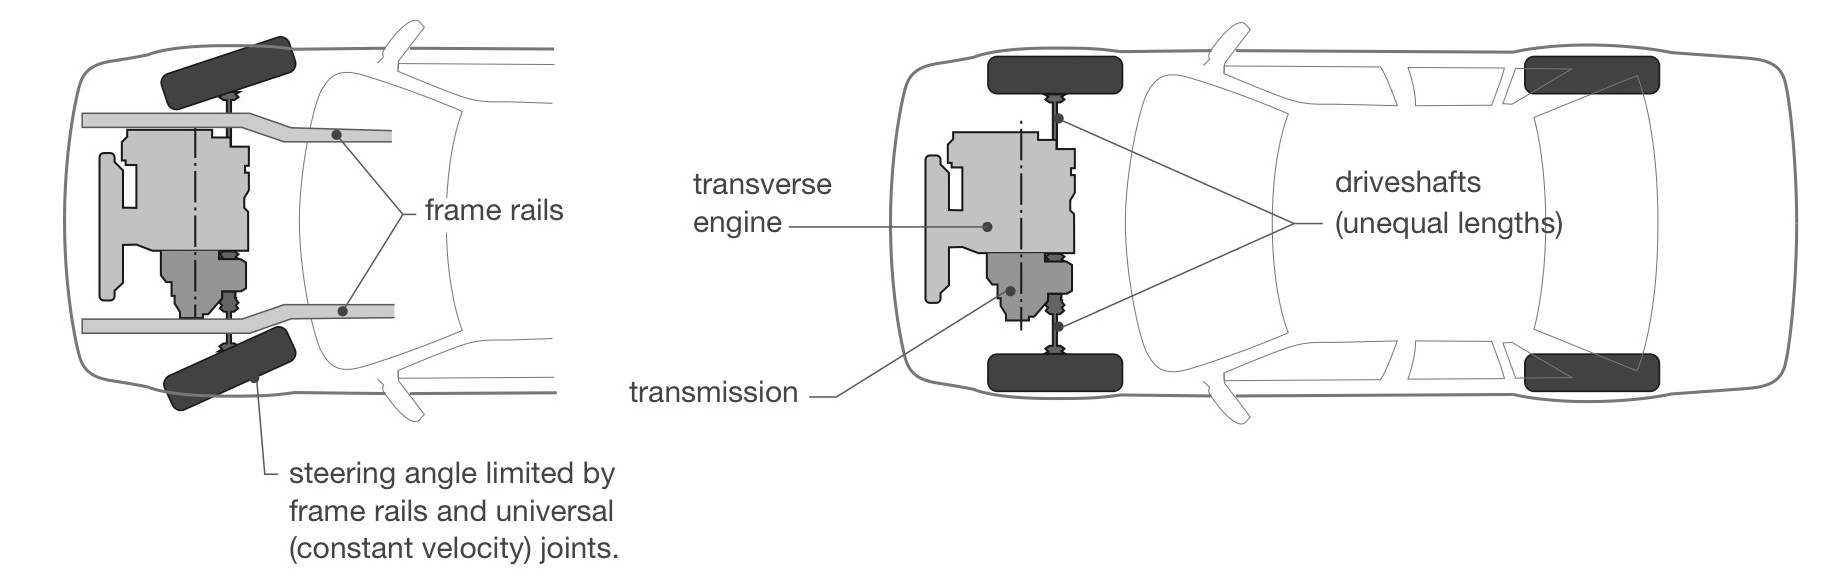 frame rails
steering angle limited by
frame rails and universal
(constant velocity) joints.
transverse
engine
transmission
driveshafts
(unequal lengths)